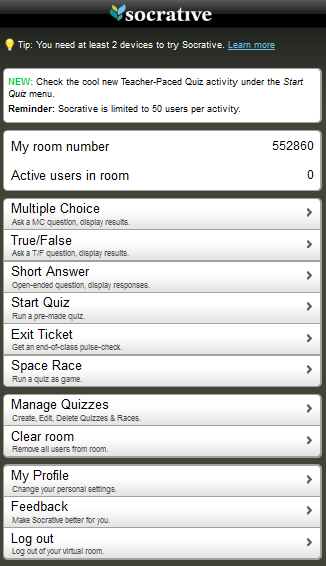 socrative
Tip: You need at least 2 devices to try Socrative. Learn more
NEW: Check the cool new Teacher-Paced Quiz activity under the Start
Quiz menu.
Reminder: Socrative is limited to 50 users per activity.
My room number 552860
Active users in room 0
Multiple Choice
Ask a MC question, display results.
True/False
Ask a T/F question, display results.
Short Answer
Open-ended question, display responses.
Start Quiz
Run a pre-made quiz.
Exit Ticket
Get an end-of-class pulse-check.
Space Race
Run a quiz as game.
Manage Quizzes
Create, Edit, Delete Quizzes & Races.
Clear room
Remove all users from room.
My Profile
Change your personal settings.
Feedback
Make Socrative better for you.
Log out
Log out of your virtual room.